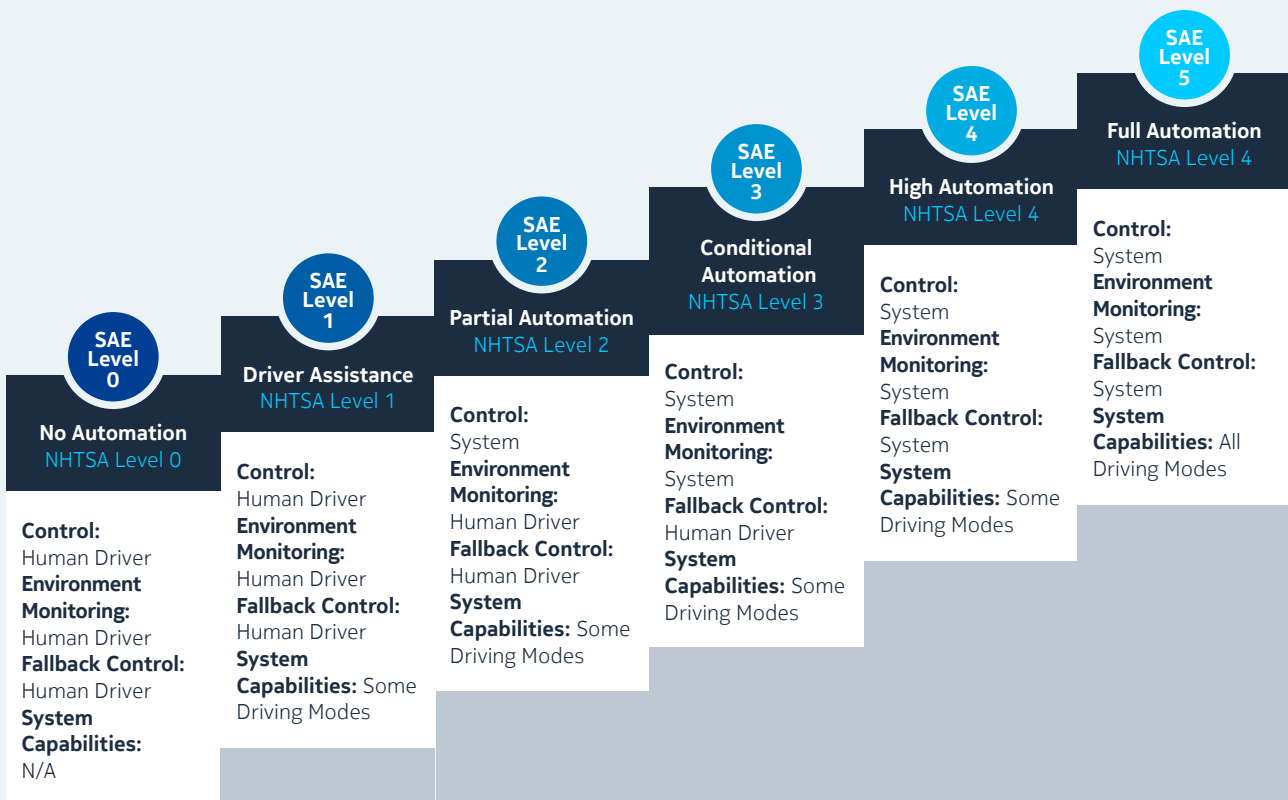 SAE
Level
0
No Automation
NHTSA Level 0
Control:
Human Driver
Environment
Monitoring:
Human Driver
Fallback Control:
Human Driver
System
Capabilities:
N/A
SAE
Level
1
Driver Assistance
NHTSA Level 1
Control:
Human Driver
Environment
Monitoring:
Human Driver
Fallback Control:
Human Driver
System
Capabilities: Some
Driving Modes
SAE
Level
2
Partial Automation
NHTSA Level 2
Control:
System
Environment
Monitoring:
Human Driver
Fallback Control:
Human Driver
System
Capabilities: Some
Driving Modes
SAE
Level
3
Conditional
Automation
NHTSA Level 3
Control:
System
Environment
Monitoring:
System
Fallback Control:
Human Driver
System
Capabilities: Some
Driving Modes
SAE
Level
4
High Automation
NHTSA Level 4
Control:
System
Environment
Monitoring:
System
Fallback Control:
System
System
Capabilities: Some
Driving Modes
SAE
Level
5
Full Automation
NHTSA Level 4
Control:
System
Environment
Monitoring:
System
Fallback Control:
System
System
Capabilities: All
Driving Modes